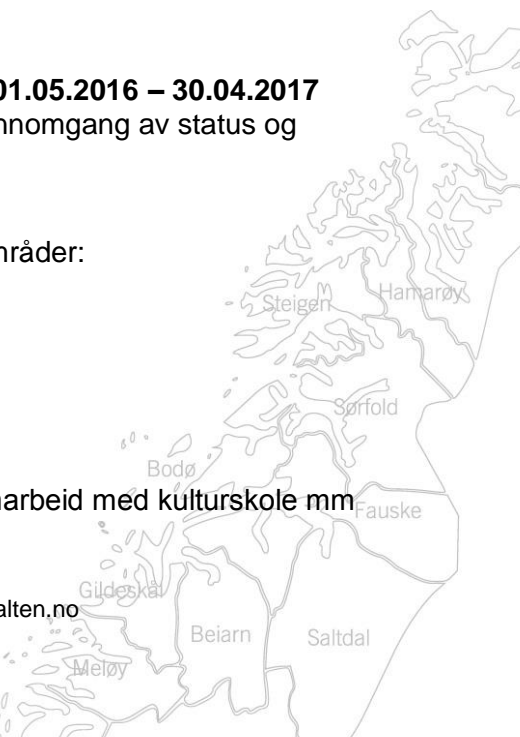 01.05.2016 – 30.04.2017
nnomgang av status og
nråder:
Steigen
Hamarøy
Sørfold
Bodø
narbeid med kulturskole mm
Fauske
Gildeskål
alten.no
Beiarn
Saltdal
Meløy